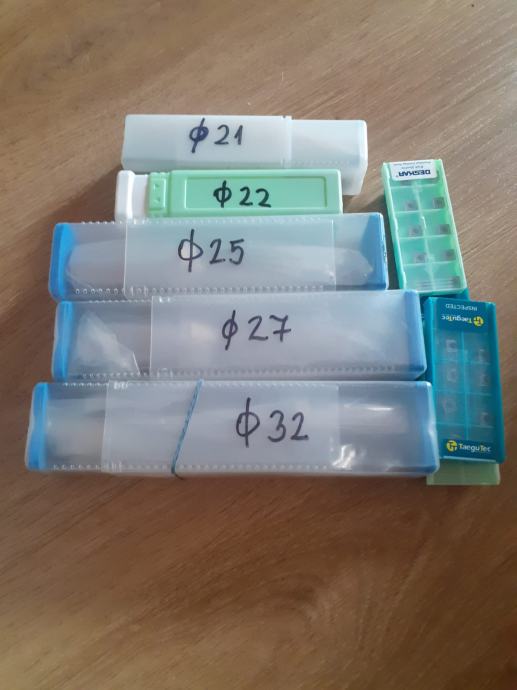 ϕ21
ϕ22
ϕ25
ϕ27
ϕ32
DESKAR
TaeguTec
INSPECTED
TaeguTec